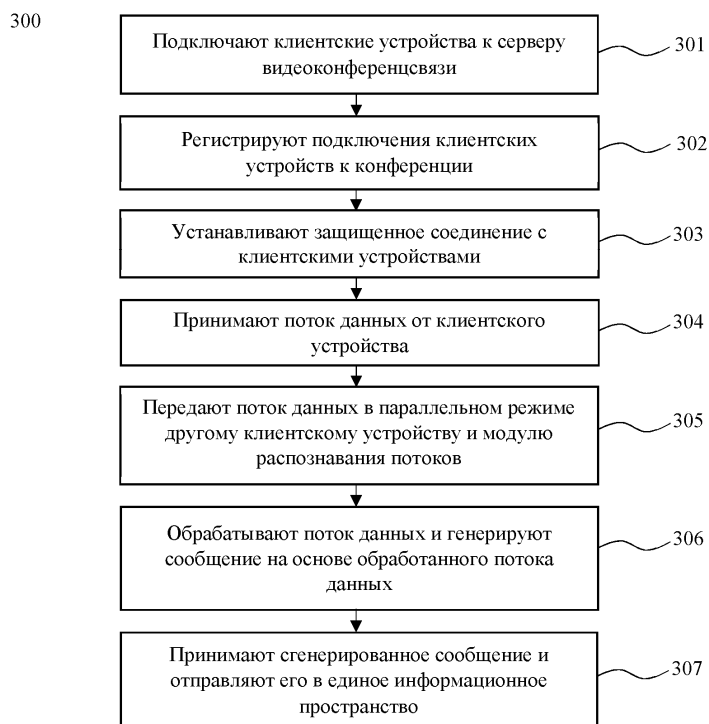 300
Подключают клиентские устройства к серверу
видеоконференцсвязи
301
Регистрируют подключения клиентских
устройств к конференции
302
Устанавливают защищенное соединение с
клиентскими устройствами
303
Принимают поток данных от клиентского
устройства
304
Передают поток данных в параллельном режиме
другому клиентскому устройству и модулю
распознавания потоков
305
Обрабатывают поток данных и генерируют
сообщение на основе обработанного потока
данных
306
Принимают сгенерированное сообщение и
отправляют его в единое информационное
пространство
307